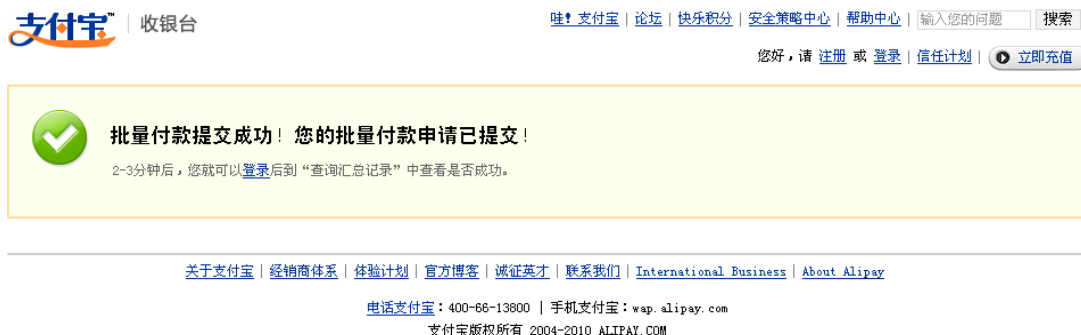 支付宝™ | 收银台
哇! 支付宝 | 论坛 | 快乐积分 | 安全策略中心 | 帮助中心 | 输入您的问题 搜索
您好，请 注册 或 登录 | 信任计划 | 立即充值
批量付款提交成功! 您的批量付款申请已提交!
2-3分钟后，您就可以登录后到“查询汇总记录”中查看是否成功。
关于支付宝 | 经销商体系 | 体验计划 | 官方博客 | 诚征英才 | 联系我们 | International Business | About Alipay
电话支付宝：400-66-13800 | 手机支付宝：wap.alipay.com
支付宝版权所有 2004-2010 ALIPAY.COM